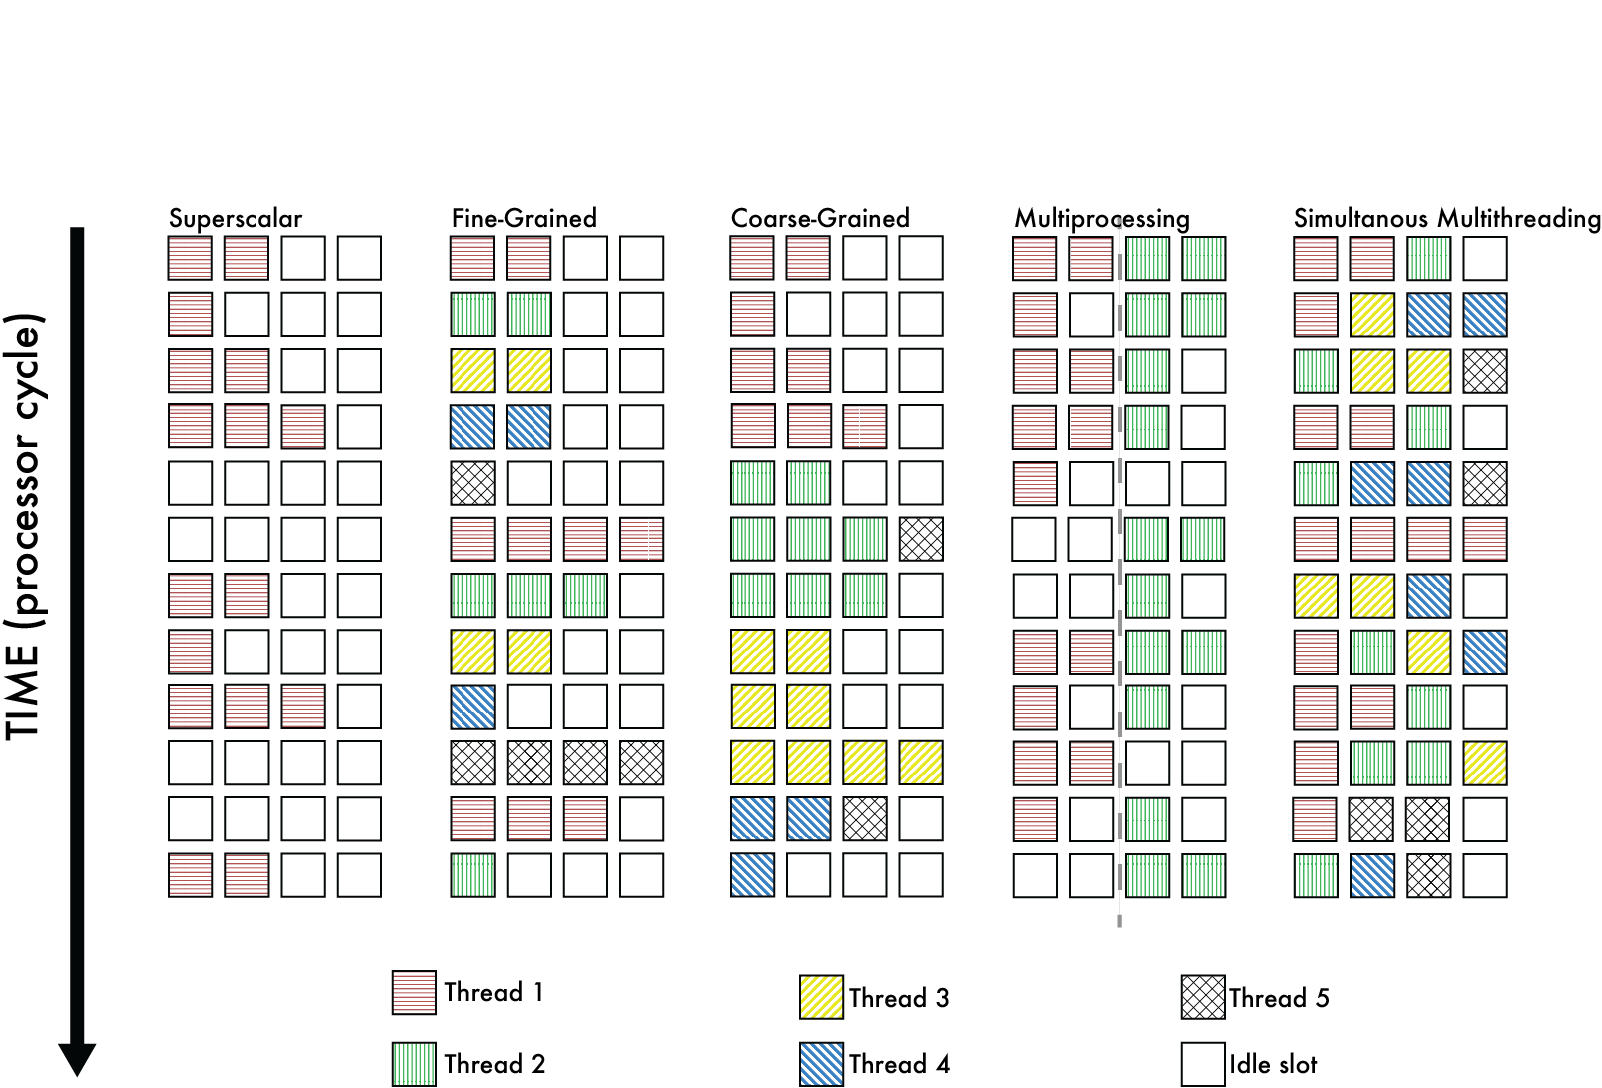 Superscalar
Fine-Grained
Coarse-Grained
Multiprocessing
Simultanous Multithreading
TIME (processor cycle)
Thread 1
Thread 3
Thread 5
Thread 2
Thread 4
Idle slot